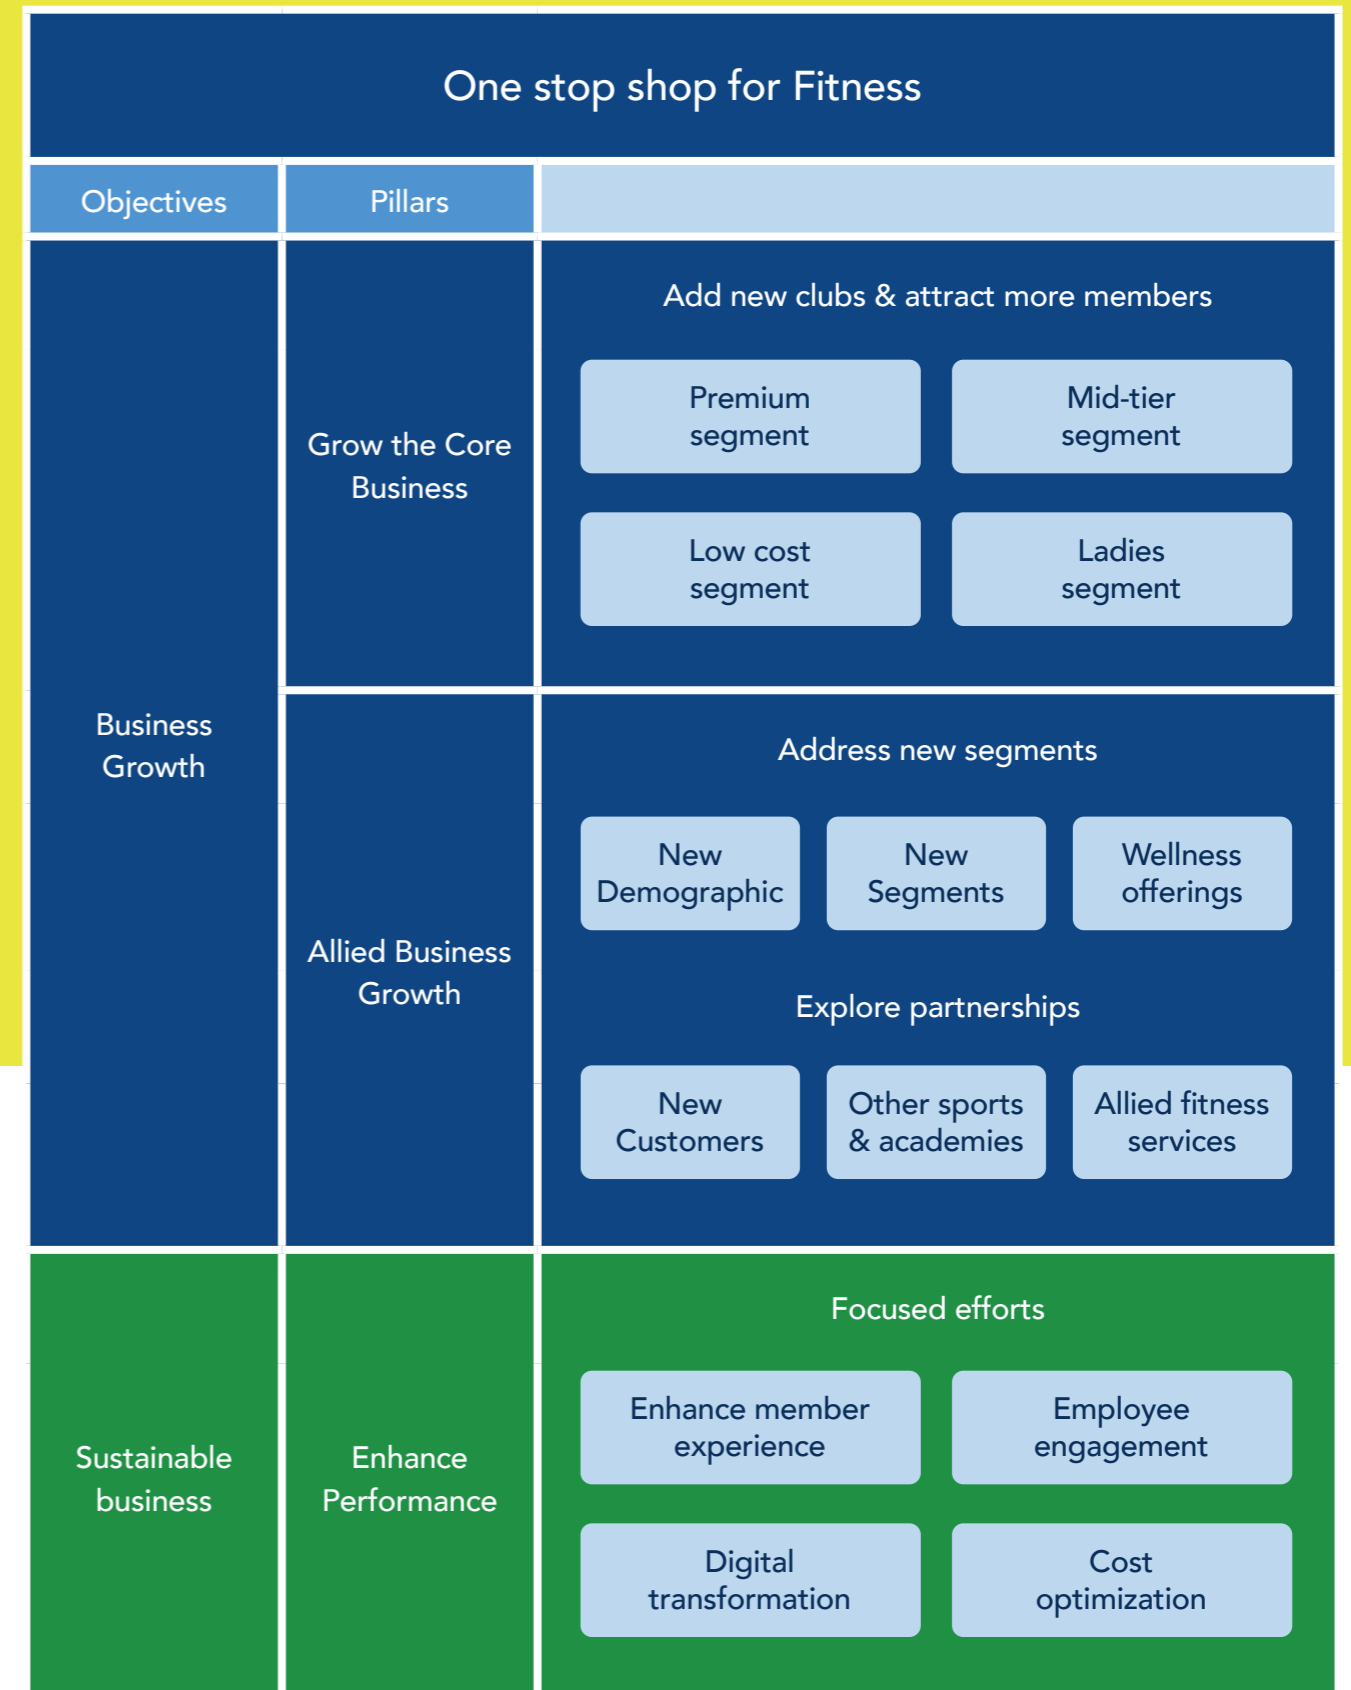 One stop shop for Fitness
Objectives
Pillars
Business
Growth
Grow the Core
Business
Add new clubs & attract more members
Premium
segment
Mid-tier
segment
Low cost
segment
Ladies
segment
Allied Business
Growth
Address new segments
New
Demographic
New
Segments
Wellness
offerings
Explore partnerships
New
Customers
Other sports
& academies
Allied fitness
services
Sustainable
business
Enhance
Performance
Focused efforts
Enhance member
experience
Employee
engagement
Digital
transformation
Cost
optimization